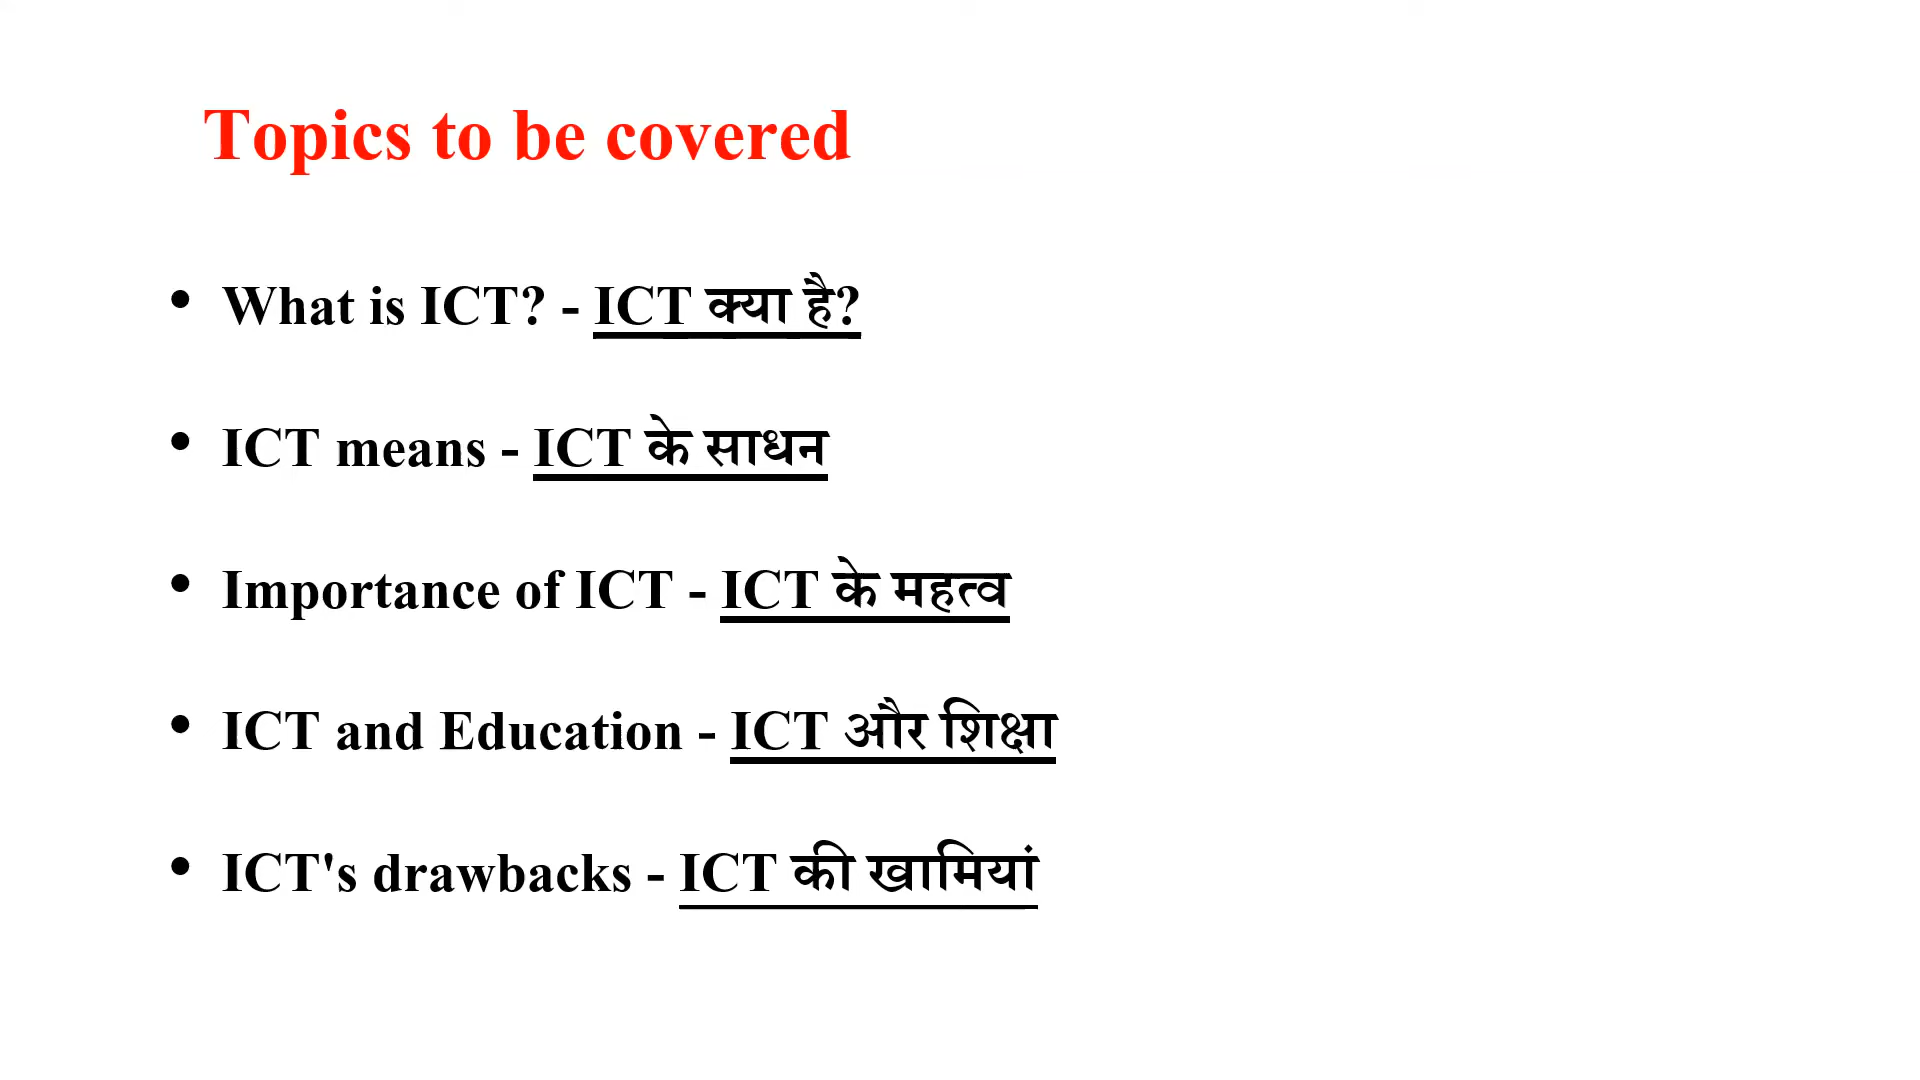 Topics to be covered
• What is ICT? - ICT क्या है?
• ICT means - ICT के साधन
• Importance of ICT - ICT के महत्व
• ICT and Education - ICT और शिक्षा
• ICT's drawbacks - ICT की खामियां